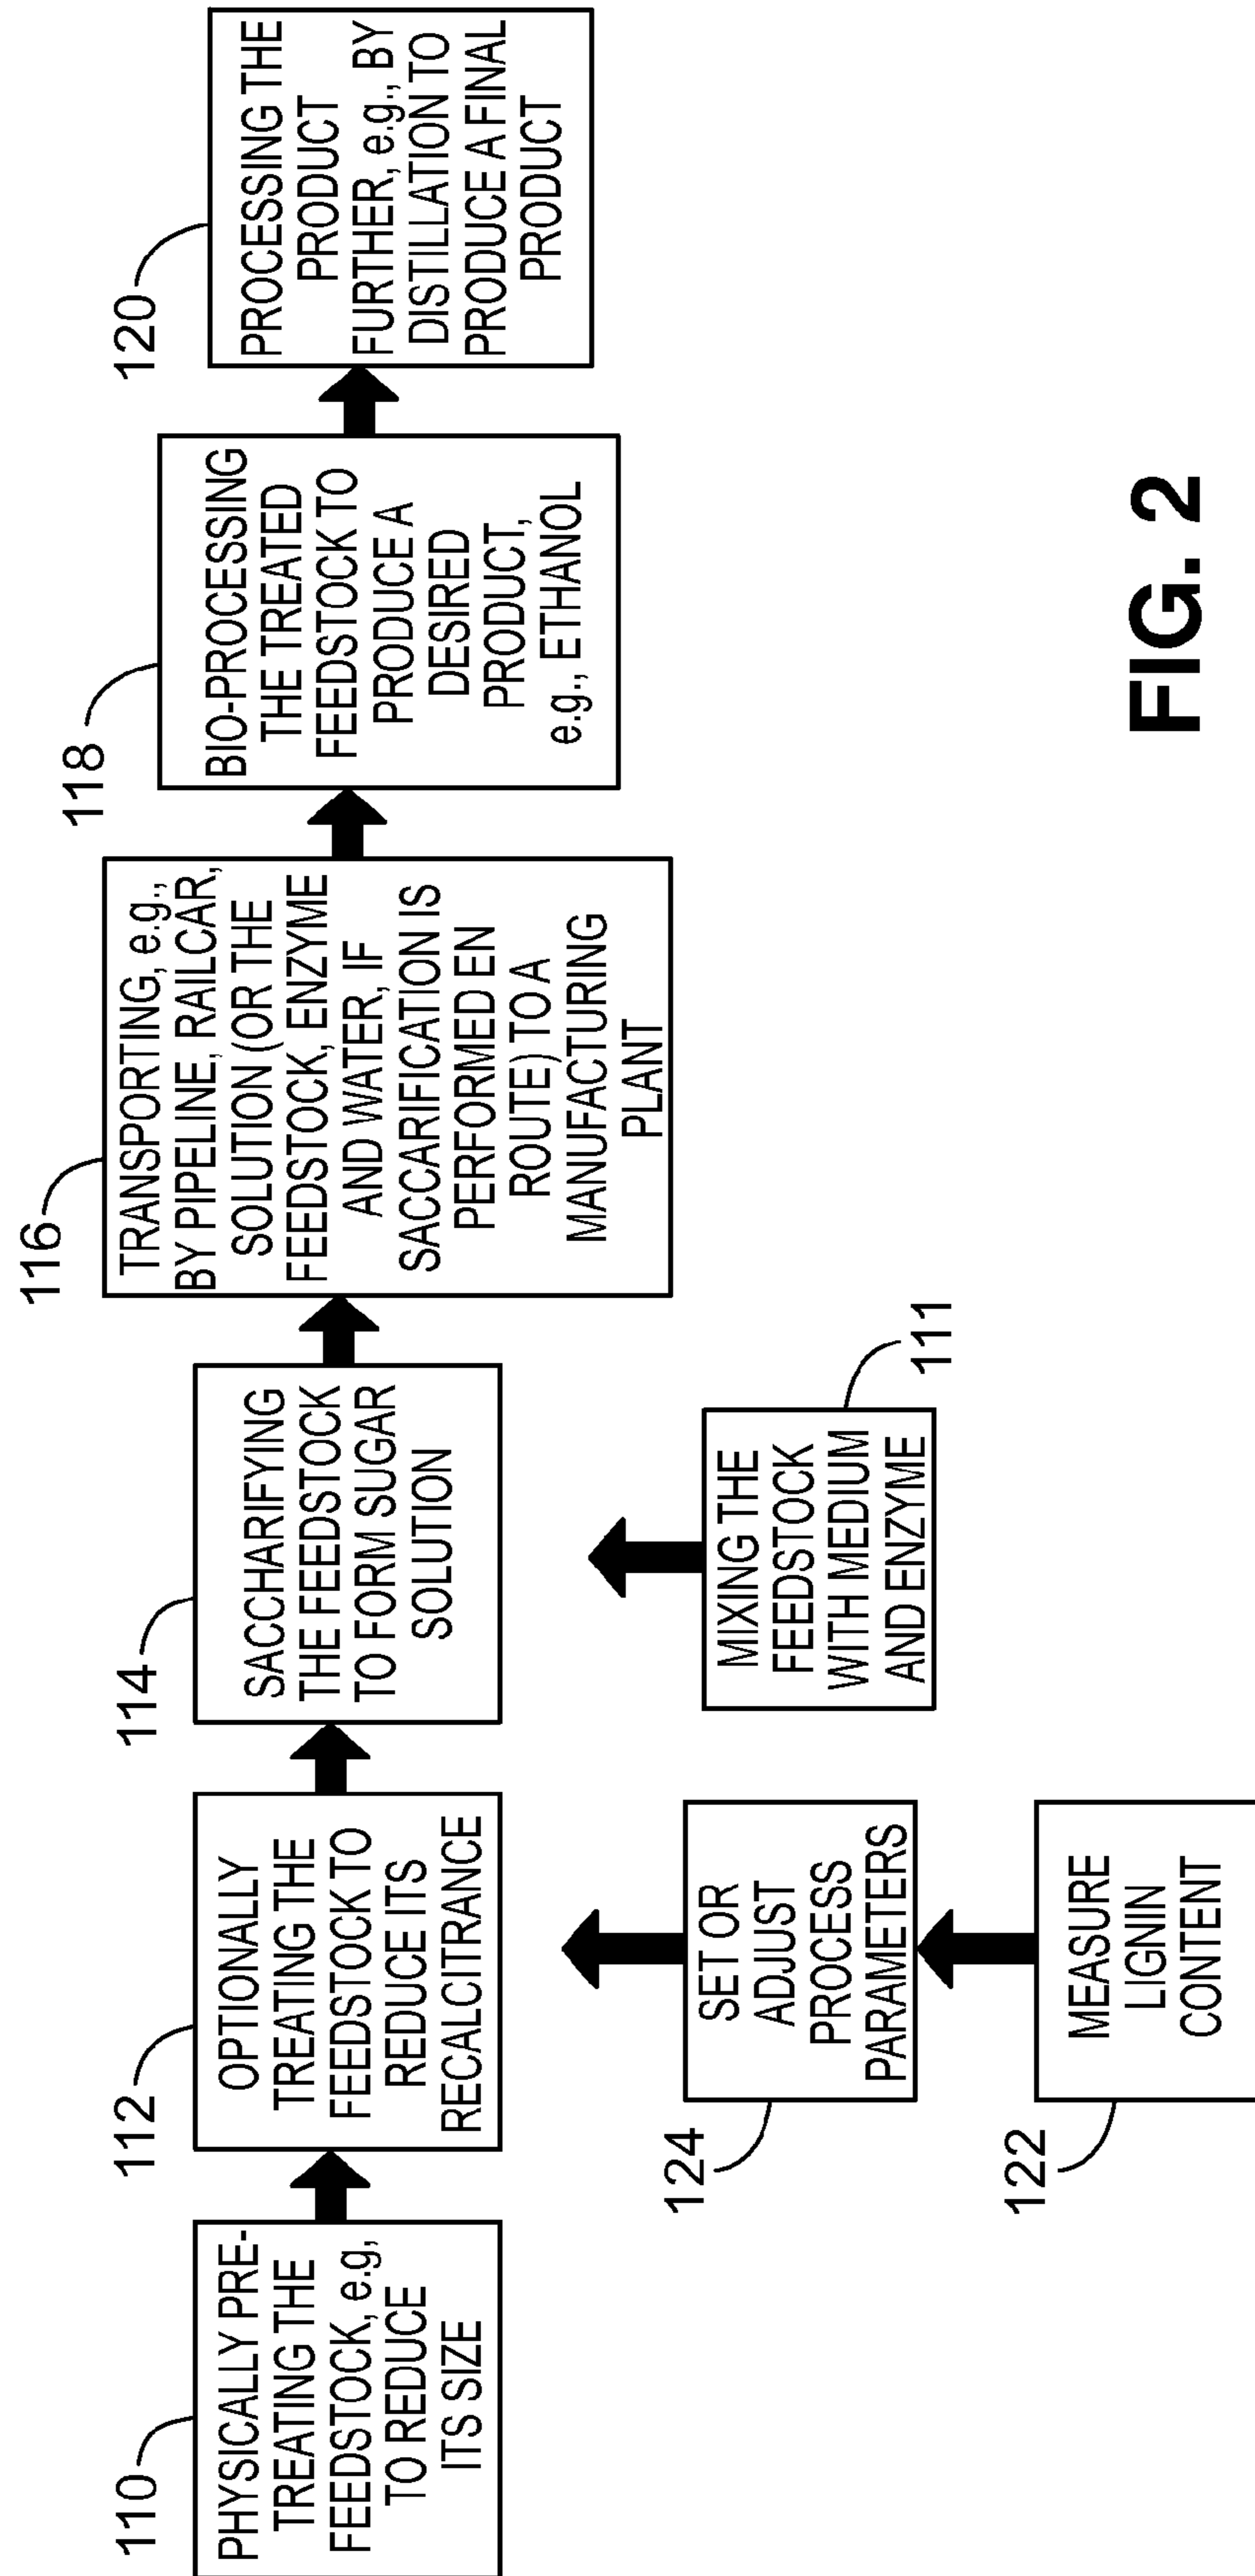 110
PHYSICALLY PRE-
TREATING THE
FEEDSTOCK, e.g,
TO REDUCE
ITS SIZE
112
OPTIONALLY
TREATING THE
FEEDSTOCK TO
REDUCE ITS
RECALCITRANCE
114
SACCHARIFYING
THE FEEDSTOCK
TO FORM SUGAR
SOLUTION
116
TRANSPORTING, e.g.,
BY PIPELINE, RAILCAR,
SOLUTION (OR THE
FEEDSTOCK, ENZYME
AND WATER, IF
SACCARIFICATION IS
PERFORMED EN
ROUTE) TO A
MANUFACTURING
PLANT
118
BIO-PROCESSING
THE TREATED
FEEDSTOCK TO
PRODUCE A
DESIRED
PRODUCT,
e.g., ETHANOL
120
PROCESSING THE
PRODUCT
FURTHER, e.g., BY
DISTILLATION TO
PRODUCE A FINAL
PRODUCT
124
SET OR
ADJUST
PROCESS
PARAMETERS
122
MEASURE
LIGNIN
CONTENT
MIXING THE
FEEDSTOCK
WITH MEDIUM
AND ENZYME
111
FIG. 2